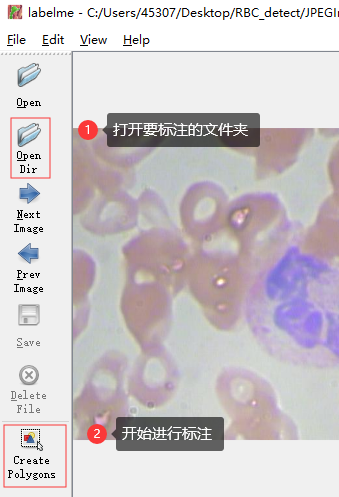 labelme - C:/Users/45307/Desktop/RBC_detect/JPEGIm
File Edit View Help
Open
1 打开要标注的文件夹
Open
Dir
Next
Image
Prev
Image
Save
Delete
File
2 开始进行标注
Create
Polygons